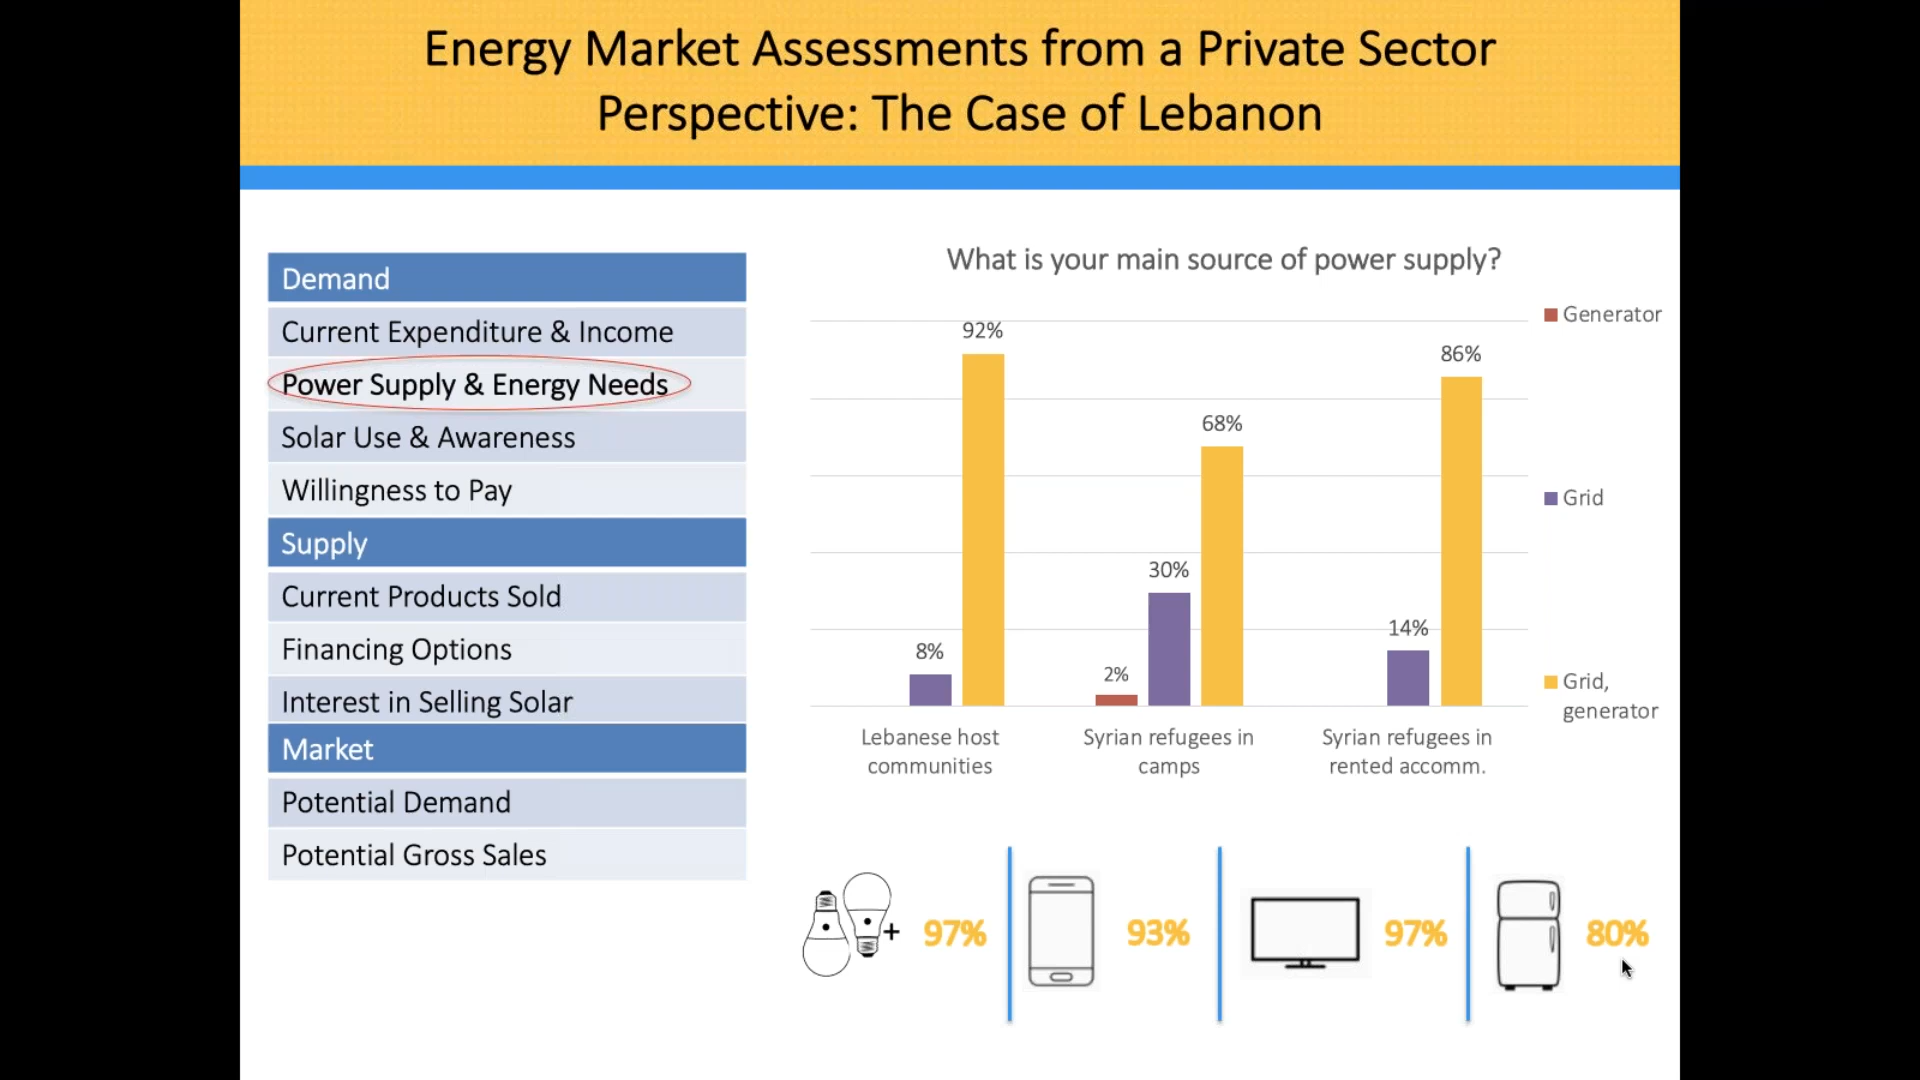 Energy Market Assessments from a Private Sector
Perspective: The Case of Lebanon
Demand
Current Expenditure & Income
Power Supply & Energy Needs
Solar Use & Awareness
Willingness to Pay
Supply
Current Products Sold
Financing Options
Interest in Selling Solar
Market
Potential Demand
Potential Gross Sales
What is your main source of power supply?
92%
8%
2%
30%
68%
14%
86%
Lebanese host
communities
Syrian refugees in
camps
Syrian refugees in
rented accomm.
Generator
Grid
Grid,
generator
+ 97%
93%
97%
80%